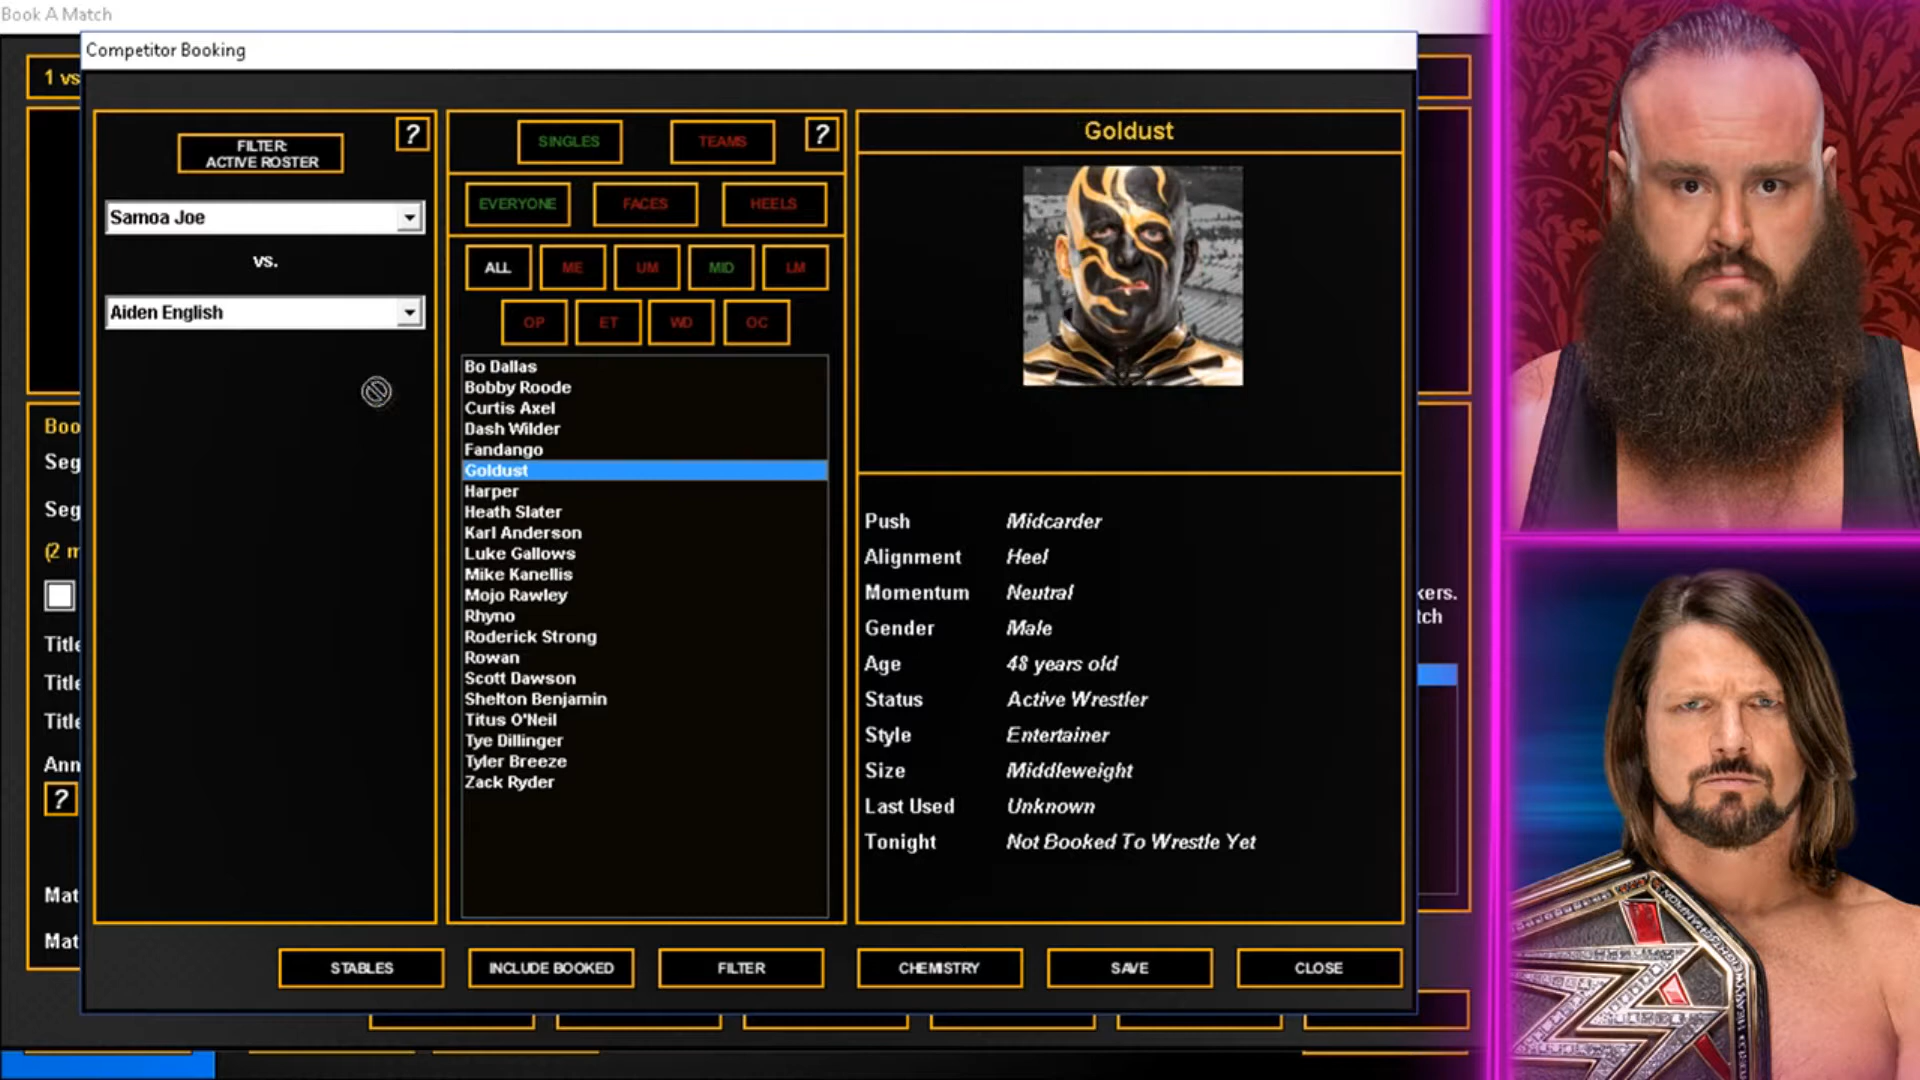 Book A Match
Competitor Booking
1 vs
FILTER:
ACTIVE ROSTER
?
Samoa Joe
vs.
Aiden English
SINGLES
TEAMS
?
EVERYONE
FACES
HEELS
ALL
ME
UM
MID
LM
OP
ET
WD
OC
Bo Dallas
Bobby Roode
Curtis Axel
Dash Wilder
Fandango
Goldust
Harper
Heath Slater
Karl Anderson
Luke Gallows
Mike Kanellis
Mojo Rawley
Rhyno
Roderick Strong
Rowan
Scott Dawson
Shelton Benjamin
Titus O'Neil
Tye Dillinger
Tyler Breeze
Zack Ryder
Goldust
Push Midcarder
Alignment Heel
Momentum Neutral
Gender Male
Age 48 years old
Status Active Wrestler
Style Entertainer
Size Middleweight
Last Used Unknown
Tonight Not Booked To Wrestle Yet
Boo
Seg
Seg
(2 m
Title
Title
Title
Ann
?
Mat
Mat
kers.
tch
STABLES
INCLUDE BOOKED
FILTER
CHEMISTRY
SAVE
CLOSE